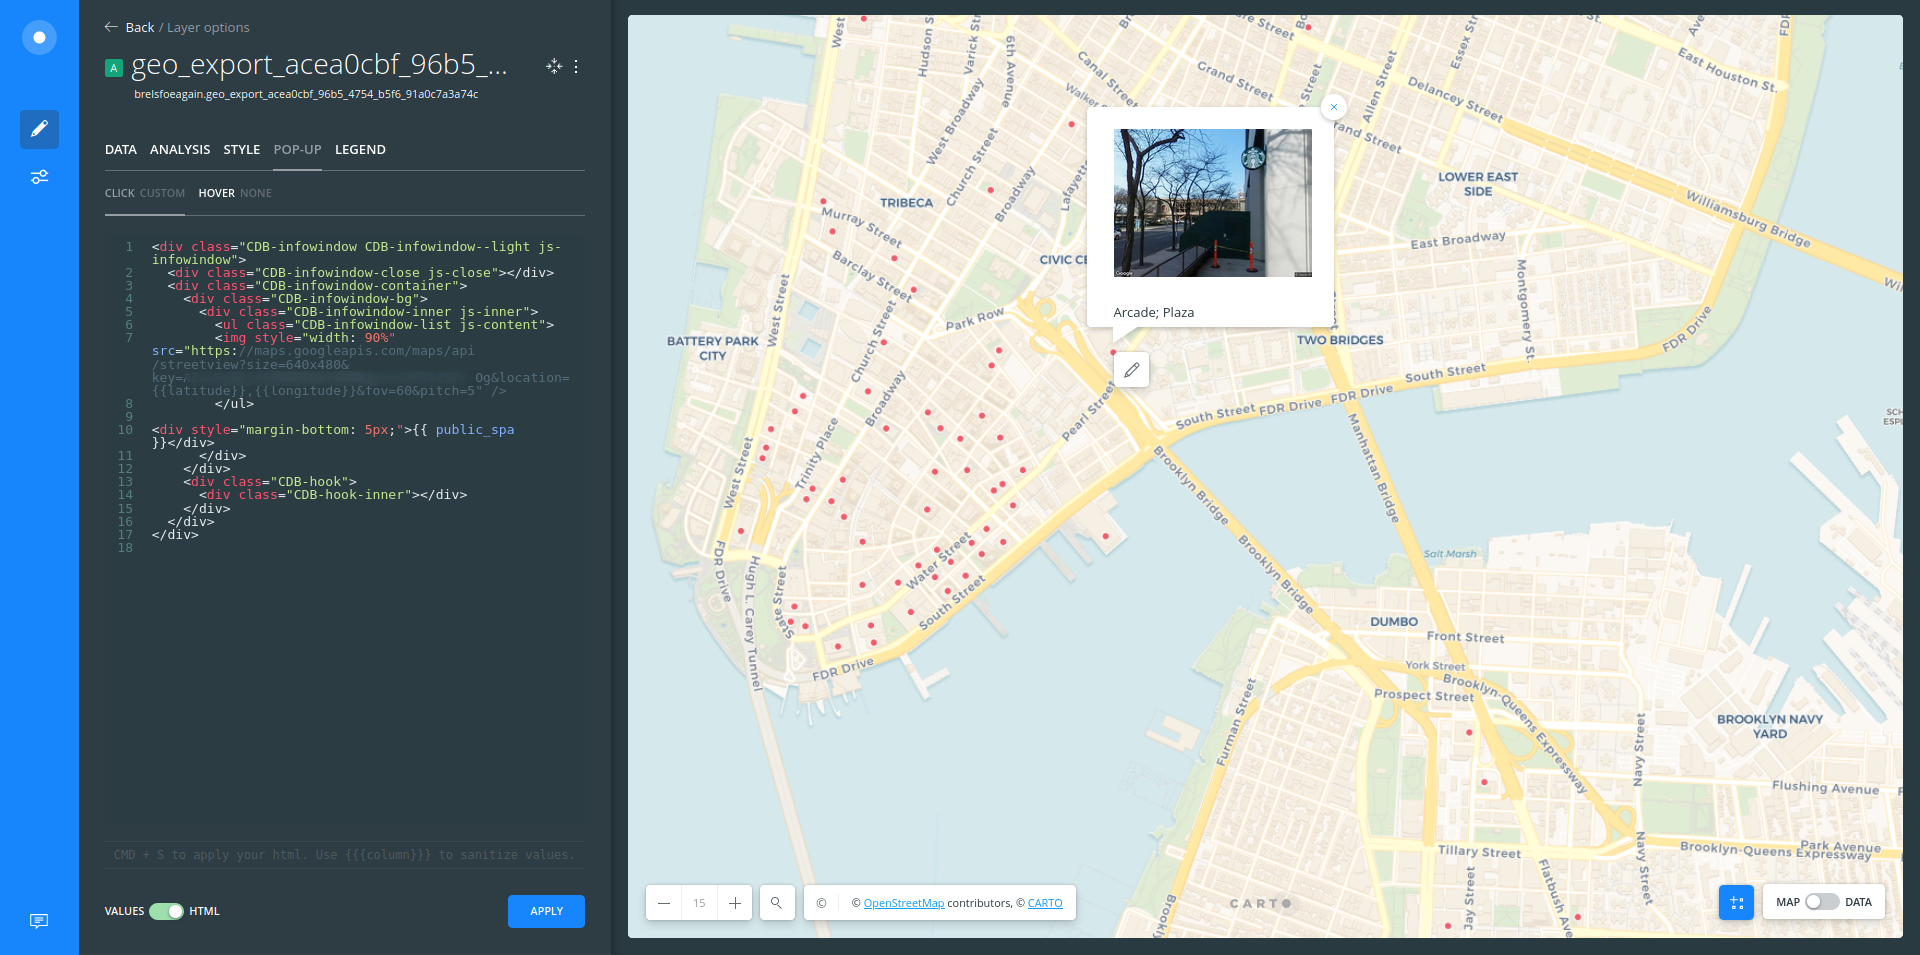 Back / Layer options
A geo_export_acea0cbf_96b5_...
brelsfoeagain.geo_export_acea0cbf_96b5_4754_b5f6_91a0c7a3a74c
DATA ANALYSIS STYLE POP-UP LEGEND
CLICK CUSTOM HOVER NONE
1 <div class="CDB-infowindow CDB-infowindow--light js-
infowindow">
2 <div class="CDB-infowindow-close js-close"></div>
3 <div class="CDB-infowindow-container">
4 <div class="CDB-infowindow-bg">
5 <div class="CDB-infowindow-inner js-inner">
6 <ul class="CDB-infowindow-list js-content">
7 <img style="width: 90%"
src="https://maps.googleapis.com/maps/api
/streetview?size=640x480&
key= Og&location=
{{latitude}},{{longitude}}&fov=60&pitch=5" />
8 </ul>
9
10 <div style="margin-bottom: 5px;">{{ public_spa
}}</div>
11 </div>
12 </div>
13 <div class="CDB-hook">
14 <div class="CDB-hook-inner"></div>
15 </div>
16 </div>
17 </div>
18
CMD + S to apply your html. Use {{{column}}} to sanitize values.
VALUES HTML
APPLY
West
Hudson S
Varick St
6th Avenue
Canal Street
Walker
Grand Street
Essex St
East Houston St.
FDR
Delancey Street
Allen Street
rand Street
West Broadway
Church Street
Broadway
Lafayet
TRIBECA
LOWER EAST
SIDE
Williamsburg Bridge
Murray Street
Barclay Street
CIVIC CE
East Broadway
Montgomery St
West Street
Park Row
Church Street
Arcade; Plaza
BATTERY PARK
CITY
TWO BRIDGES
FDR Drive
South Street
Broadway
Pearl Street
South Street
FDR Drive
FDR Drive
Trinity Place
West Street
Brooklyn Bridge
Manhattan Bridge
Water Street
South Street
FDR Drive
Hugh L. Carey Tunnel
State Street
Brooklyn Bridge
Salt Marsh
DUMBO
Front Street
York Street
Prospect Street
FDR Drive
Furman Street
Brooklyn-Queens Expressway
BROOKLYN NAVY
YARD
Navy Street
Flushing Avenue
Tillary Street
Navy Street
Park Avenue
Brooklyn-Queens Expressway
Flatbush Av
Jay Street
15
© © OpenStreetMap contributors, © CARTO
CARTO
MAP DATA